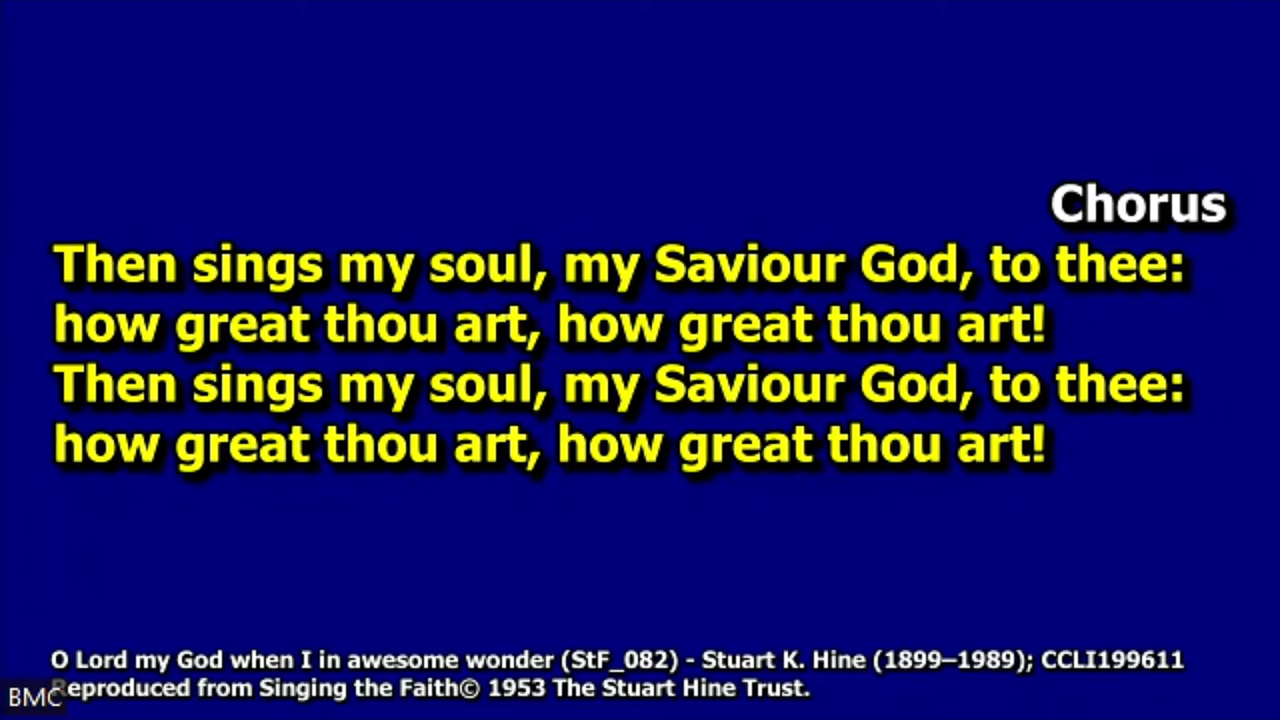 Chorus
Then sings my soul, my Saviour God, to thee:
how great thou art, how great thou art!
Then sings my soul, my Saviour God, to thee:
how great thou art, how great thou art!
O Lord my God when I in awesome wonder (StF_082) - Stuart K. Hine (1899–1989); CCLI199611
Reproduced from Singing the Faith© 1953 The Stuart Hine Trust.
BMC